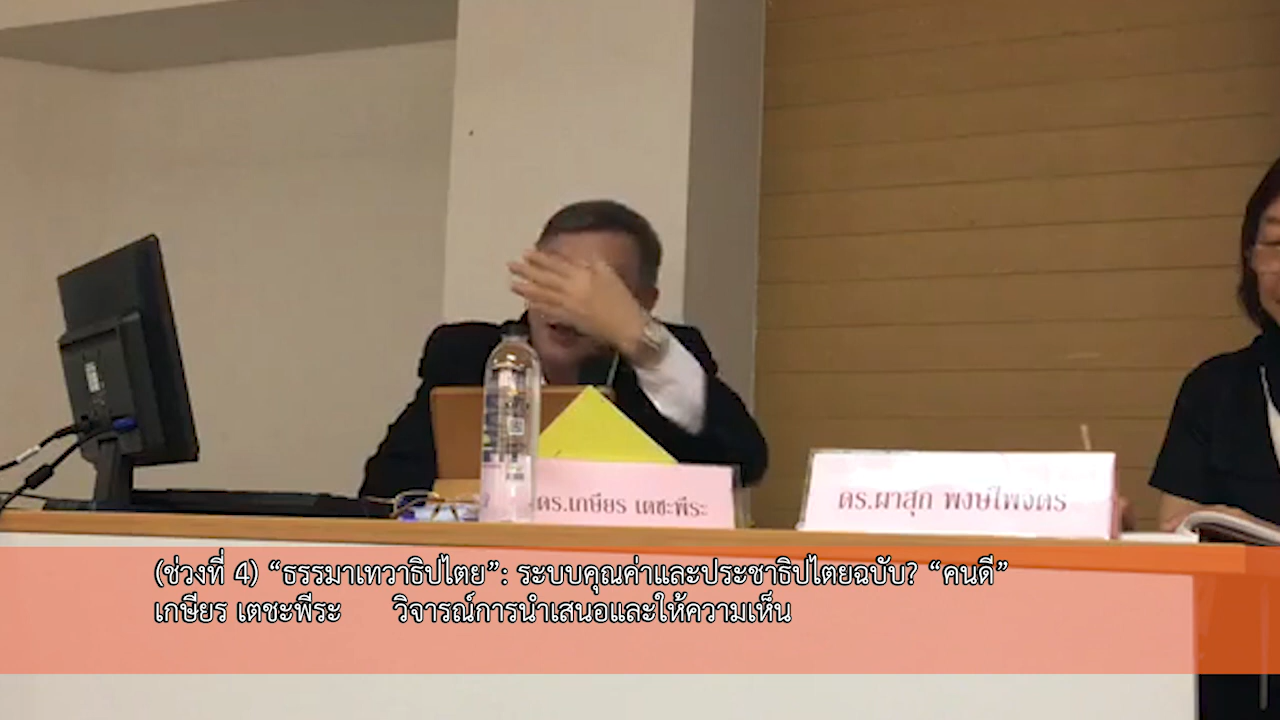 ดร.เกษียร เตชะพีระ
ดร.ผาสุก พงษ์ไพจิตร
(ช่วงที่ 4) “ธรรมาเทวาธิปไตย”: ระบบคุณค่าและประชาธิปไตยฉบับ? “คนดี”
เกษียร เตชะพีระ วิจารณ์การนำเสนอและให้ความเห็น